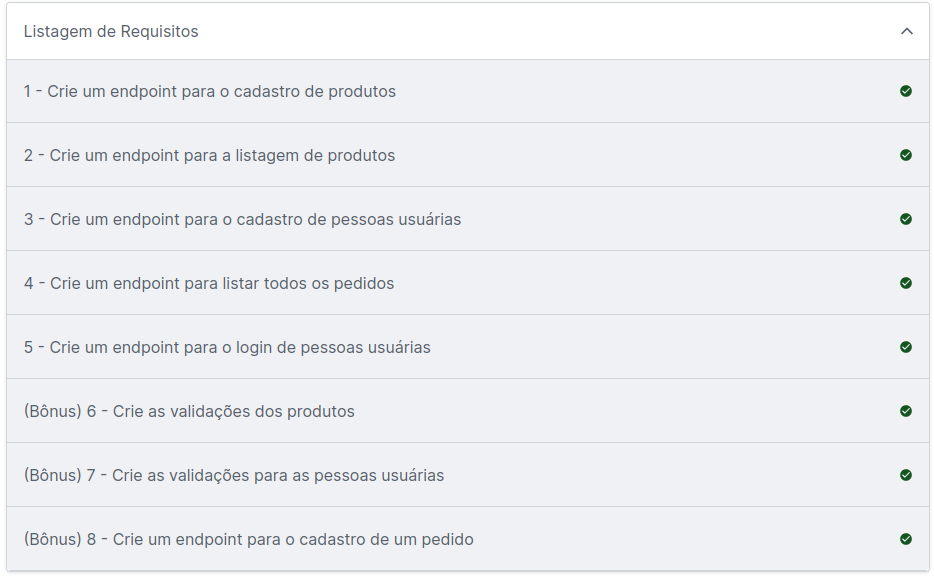 Listagem de Requisitos
1 - Crie um endpoint para o cadastro de produtos
2 - Crie um endpoint para a listagem de produtos
3 - Crie um endpoint para o cadastro de pessoas usuárias
4 - Crie um endpoint para listar todos os pedidos
5 - Crie um endpoint para o login de pessoas usuárias
(Bônus) 6 - Crie as validações dos produtos
(Bônus) 7 - Crie as validações para as pessoas usuárias
(Bônus) 8 - Crie um endpoint para o cadastro de um pedido